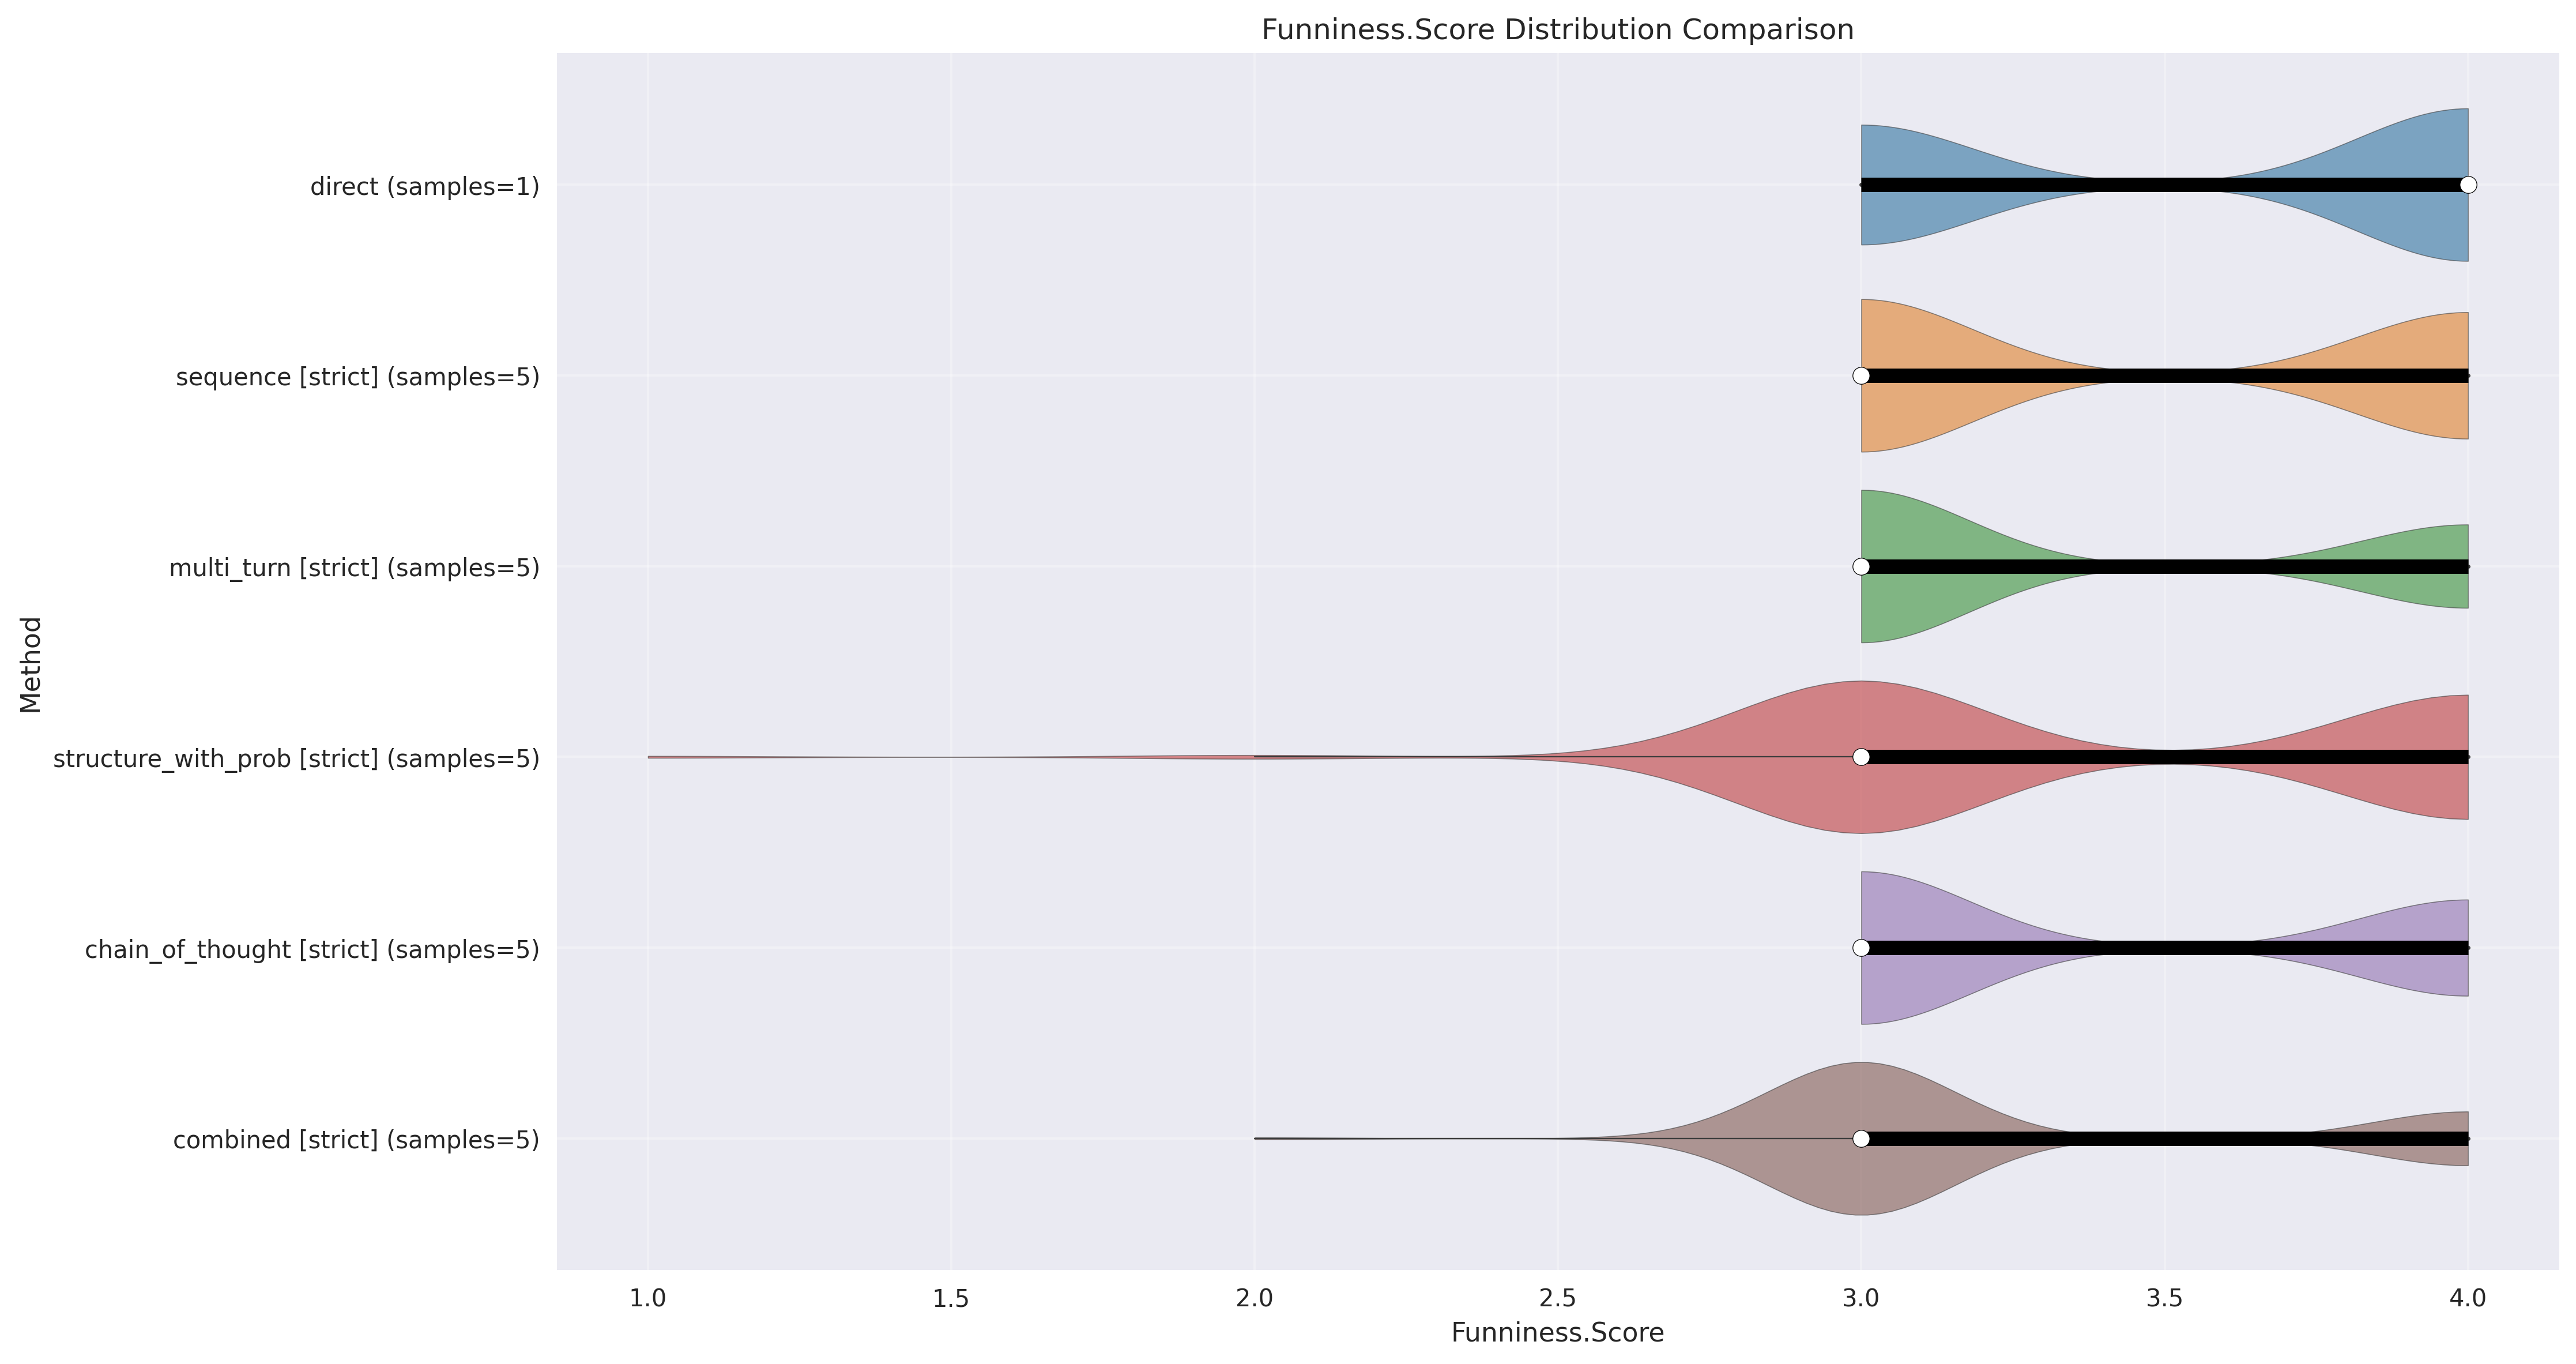 Funniness.Score Distribution Comparison
direct (samples=1)
sequence [strict] (samples=5)
multi_turn [strict] (samples=5)
structure_with_prob [strict] (samples=5)
chain_of_thought [strict] (samples=5)
combined [strict] (samples=5)
Method
1.0 1.5 2.0 2.5 3.0 3.5 4.0
Funniness.Score